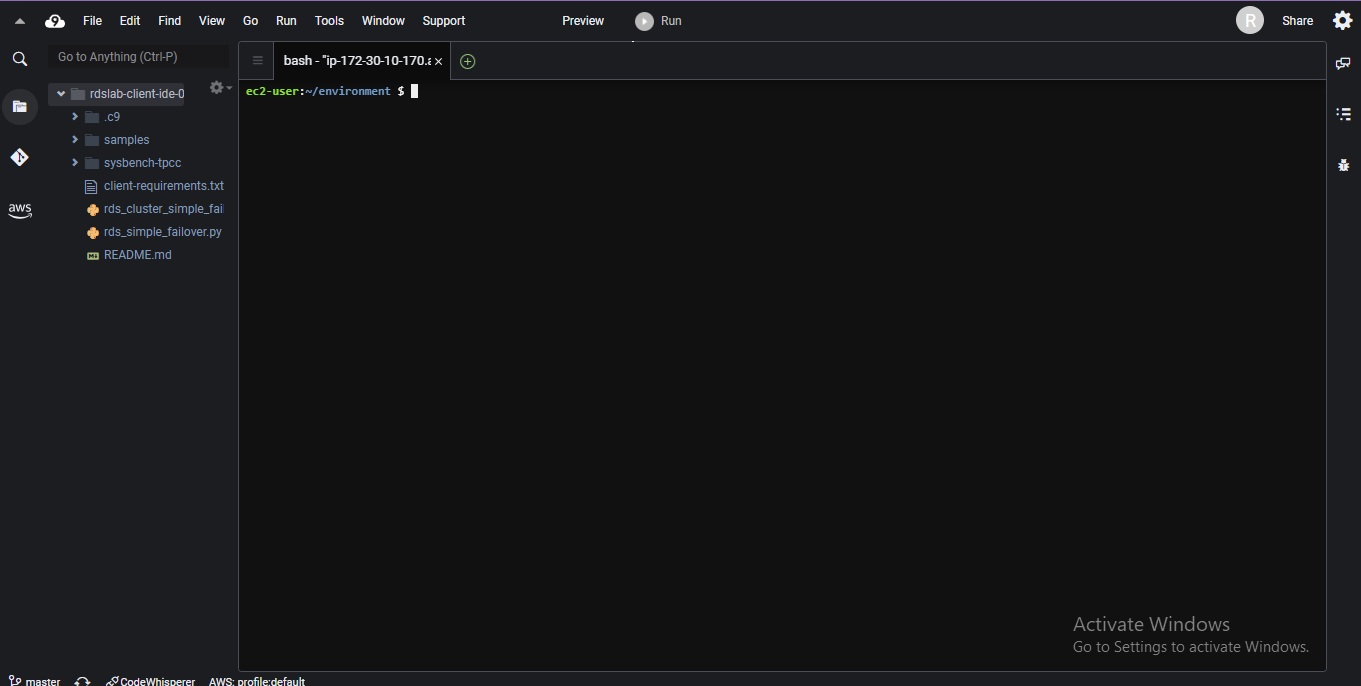 9 File Edit Find View Go Run Tools Window Support Preview Run R Share
Go to Anything (Ctrl-P)
bash - "ip-172-30-10-170.a
ec2-user:~/environment $
rdslab-client-ide-0
.c9
samples
sysbench-tpcc
client-requirements.txt
rds_cluster_simple_fail
rds_simple_failover.py
README.md
aws
Activate Windows
Go to Settings to activate Windows.
master CodeWhisperer AWS: profile:default